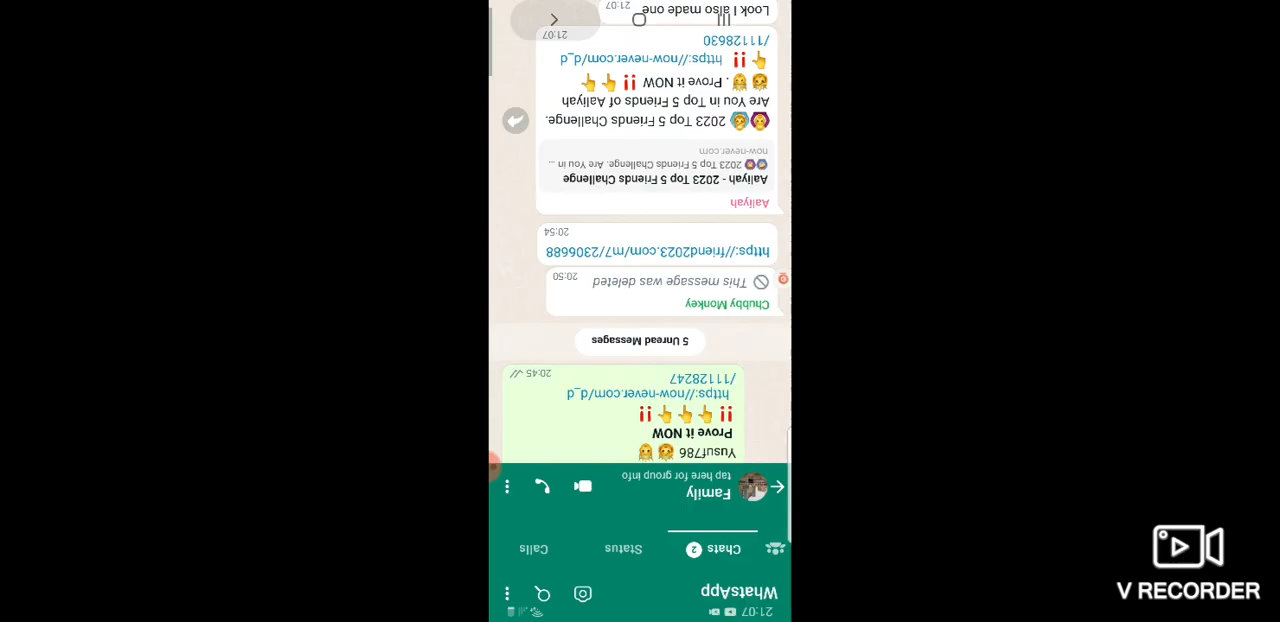 21:07
WhatsApp
Chats 2
Status
Calls
Family
tap here for group info
Yusuf786 🙈 🙆
Prove it NOW
‼️ 👇 👇 👇 ‼️
https://now-never.com/d_d
/11128247
20:45
5 Unread Messages
Chubby Monkey
This message was deleted
20:50
https://friend2023.com/m7/2306688
20:54
Aaliyah
Aaliyah - 2023 Top 5 Friends Challenge
2023 Top 5 Friends Challenge. Are You in ...
now-never.com
2023 Top 5 Friends Challenge.
Are You in Top 5 Friends of Aaliyah
. Prove it NOW ‼️ 👇 👇
👇 ‼️ https://now-never.com/d_d
/11128630
21:07
Look I also made one
21:07
V RECORDER